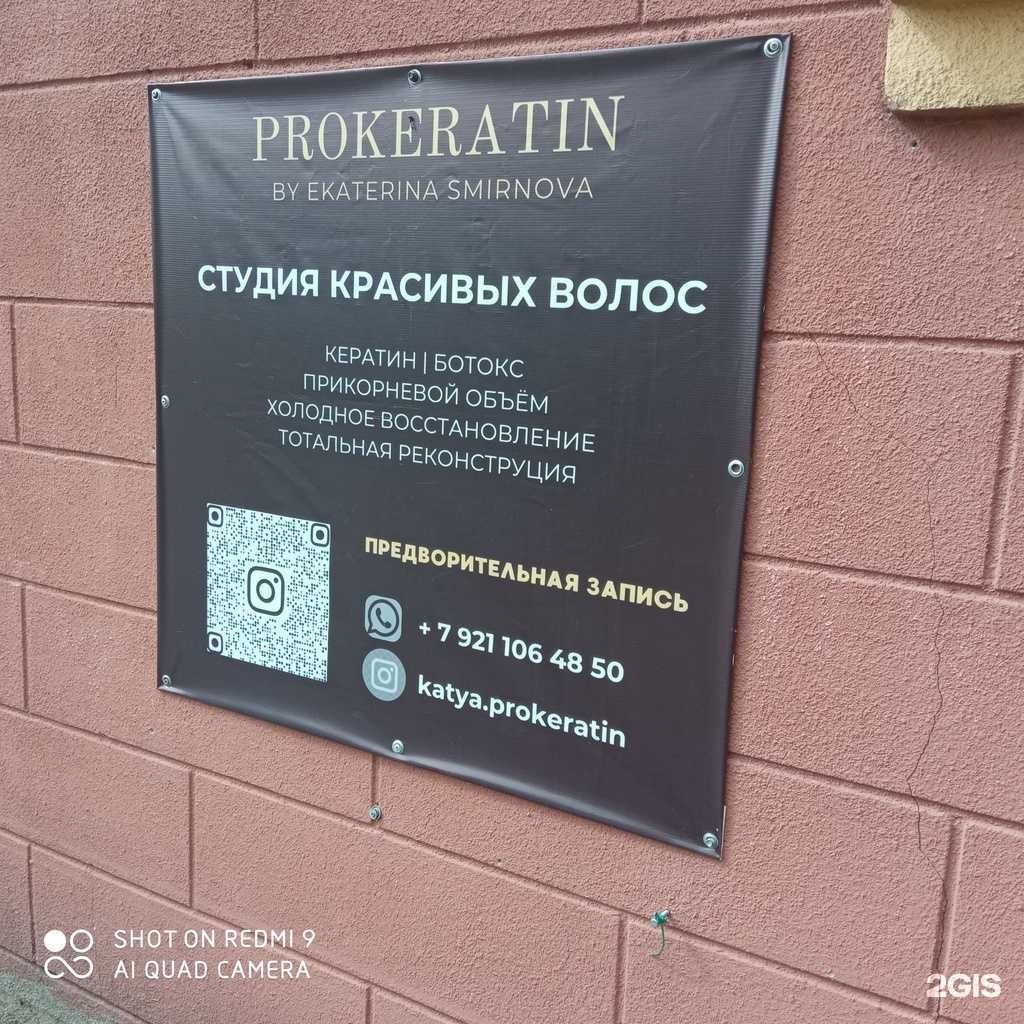 PROKERATIN
BY EKATERINA SMIRNOVA
СТУДИЯ КРАСИВЫХ ВОЛОС
КЕРАТИН | БОТОКС
ПРИКОРНЕВОЙ ОБЪЁМ
ХОЛОДНОЕ ВОССТАНОВЛЕНИЕ
ТОТАЛЬНАЯ РЕКОНСТРУЦИЯ
ПРЕДВОРИТЕЛЬНАЯ ЗАПИСЬ
+ 7 921 106 48 50
katya.prokeratin
SHOT ON REDMI 9
AI QUAD CAMERA
2GIS